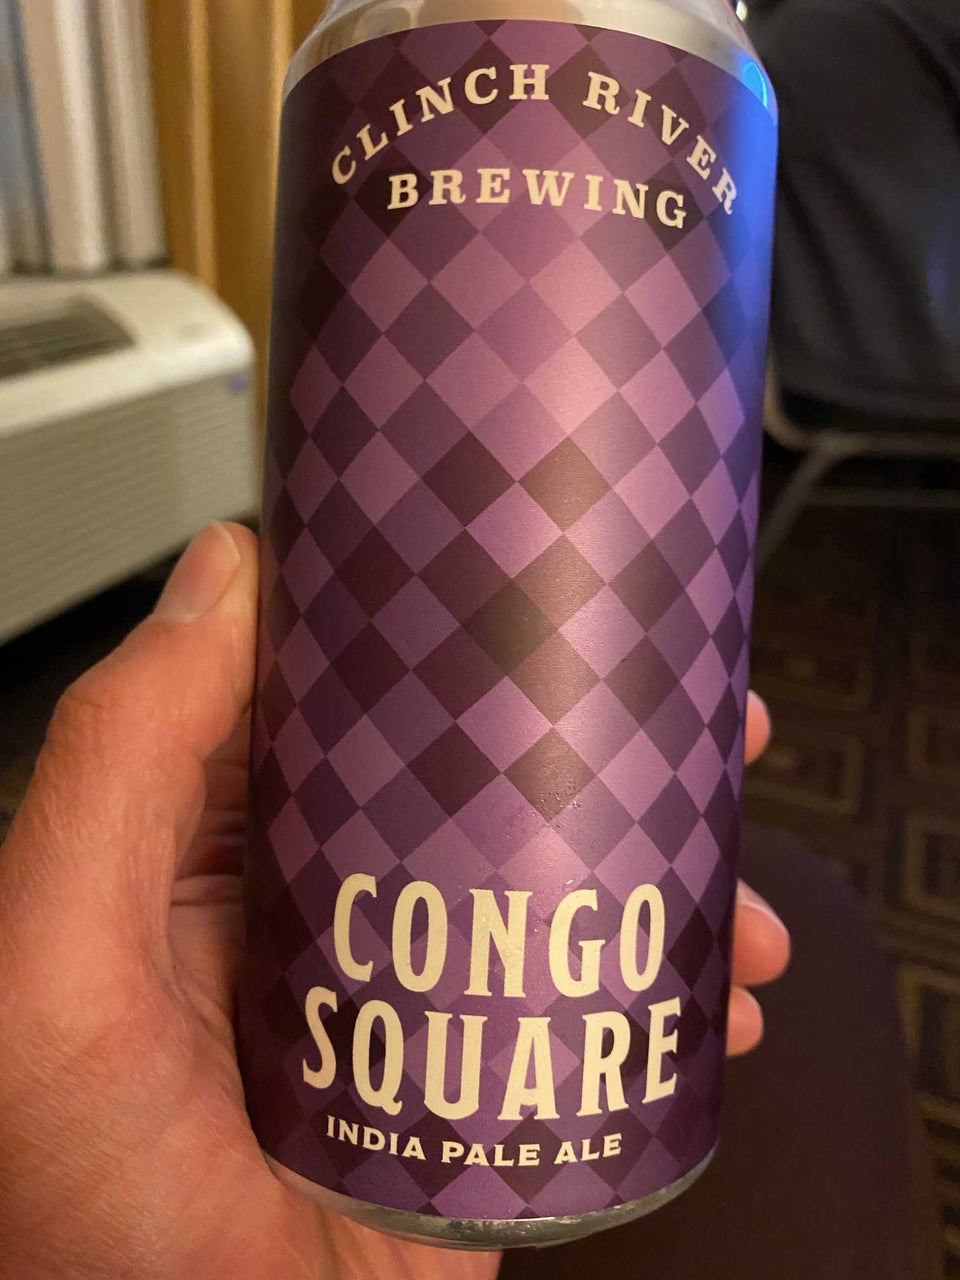 CLINCH RIVER
BREWING
CONGO
SQUARE
INDIA PALE ALE